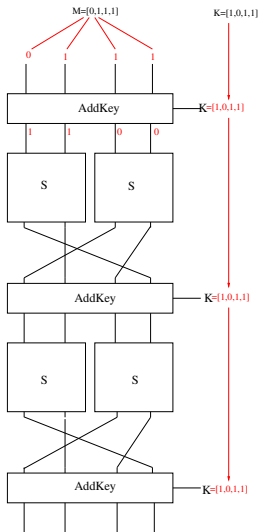 M=[0,1,1,1] K=[1,0,1,1]
0 1 1 1
AddKey K=[1,0,1,1]
1 1 0 0
S S
AddKey K=[1,0,1,1]
S S
AddKey K=[1,0,1,1]